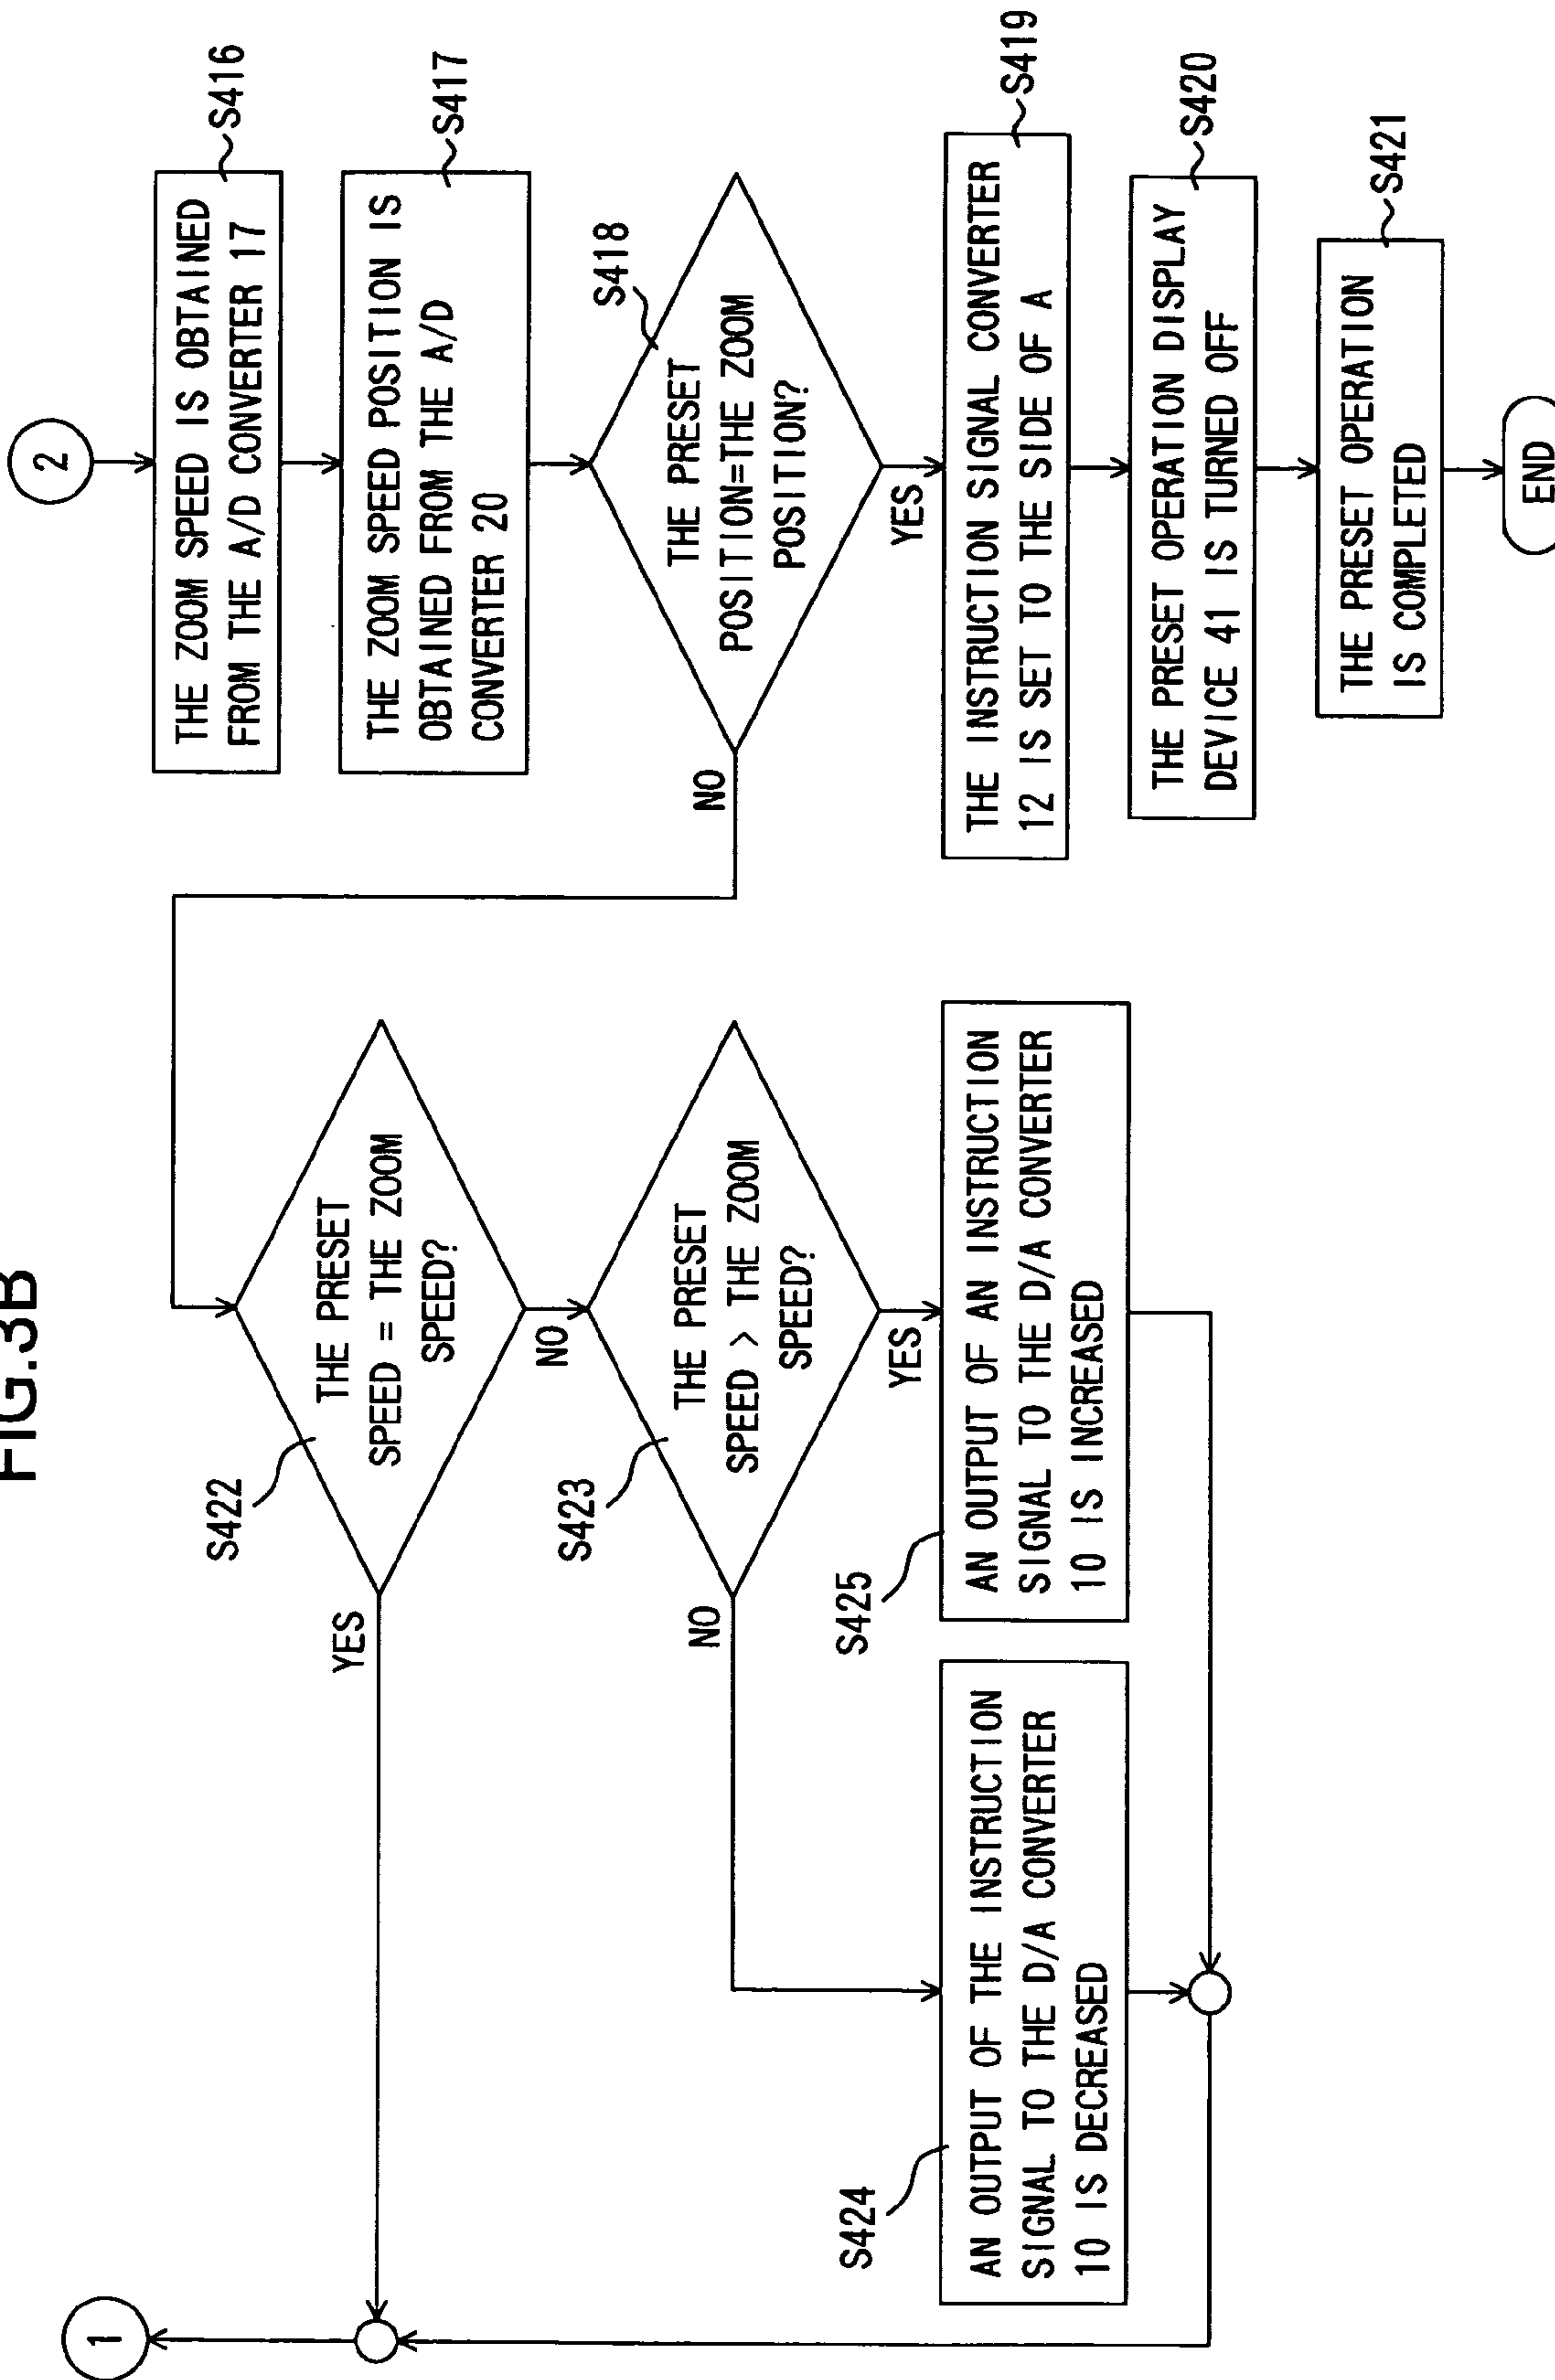 FIG.3B
2
THE ZOOM SPEED IS OBTAINED
FROM THE A/D CONVERTER 17
S416
THE ZOOM SPEED POSITION IS
OBTAINED FROM THE A/D
CONVERTER 20
S417
S418
THE PRESET
POSITION=THE ZOOM
POSITION?
NO
YES
THE INSTRUCTION SIGNAL CONVERTER
12 IS SET TO THE SIDE OF A
S419
THE PRESET OPERATION DISPLAY
DEVICE 41 IS TURNED OFF
S420
THE PRESET OPERATION
IS COMPLETED
S421
END
S422
THE PRESET
SPEED = THE ZOOM
SPEED?
YES
NO
S423
THE PRESET
SPEED > THE ZOOM
SPEED?
NO
YES
S425
AN OUTPUT OF AN INSTRUCTION
SIGNAL TO THE D/A CONVERTER
10 IS INCREASED
S424
AN OUTPUT OF THE INSTRUCTION
SIGNAL TO THE D/A CONVERTER
10 IS DECREASED
1